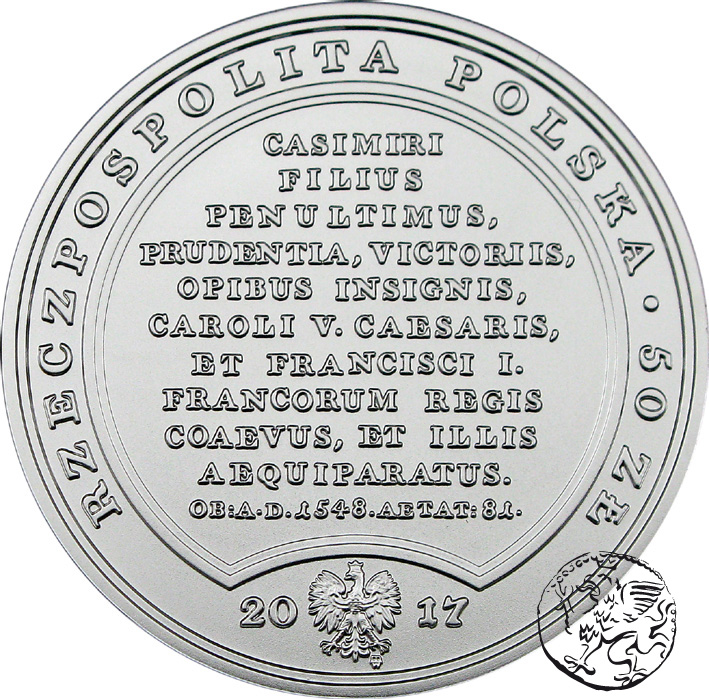 RZECZPOSPOLITA POLSKA · 50 ZŁ
CASIMIRI
FILIUS
PENULTIMUS,
PRUDENTIA, VICTORIIS,
OPIBUS INSIGNIS,
CAROLI V. CAESARIS,
ET FRANCISCI I.
FRANCORUM REGIS
COAEVUS, ET ILLIS
AEQUIPARATUS.
OB:A.D.1548.AETAT:81.
20 17